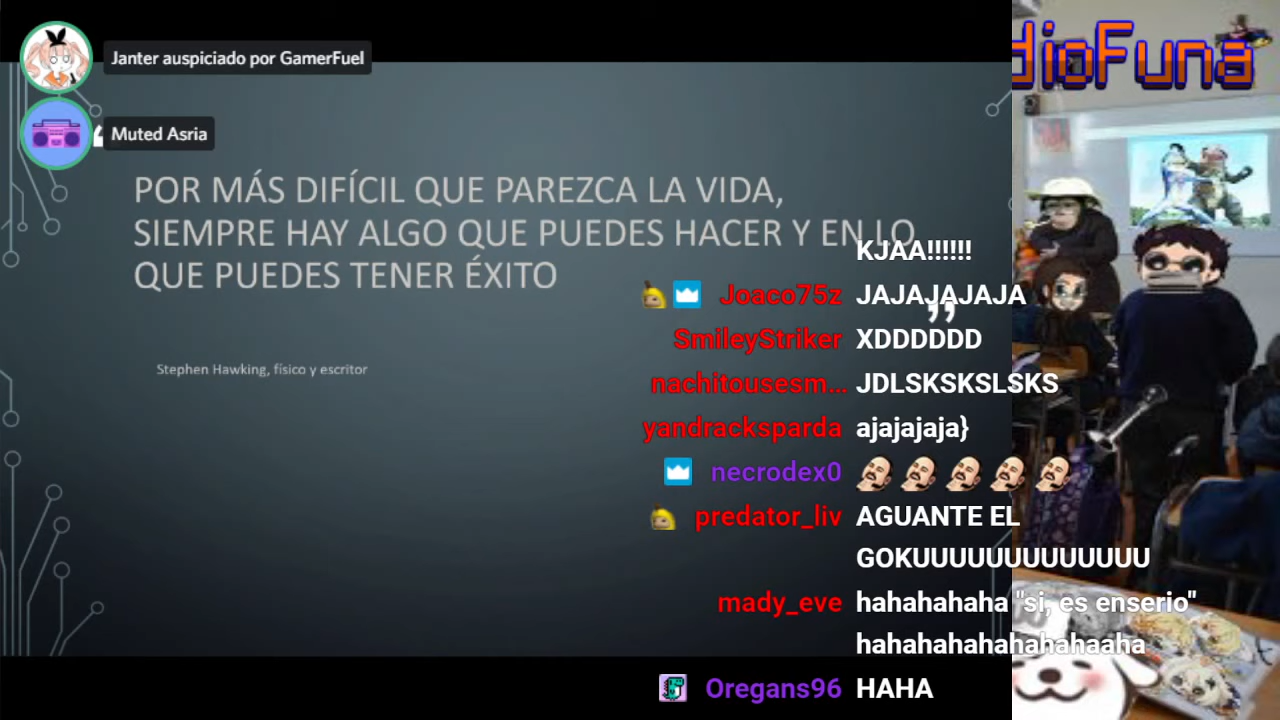 Janter auspiciado por GamerFuel
dioFuna
Muted Asria
“
POR MÁS DIFÍCIL QUE PAREZCA LA VIDA,
SIEMPRE HAY ALGO QUE PUEDES HACER Y EN LO
QUE PUEDES TENER ÉXITO
”
Stephen Hawking, físico y escritor
KJAA!!!!!!
Joaco75z JAJAJAJAJA
SmileyStriker XDDDDDD
nachitousesm... JDLSKSKSLSKS
yandracksparda ajajajaja}
necrodex0
predator_liv AGUANTE EL
GOKUUUUUUUUUUUUU
mady_eve hahahahaha "si, es enserio"
hahahahahahahahaaha
Oregans96 HAHA